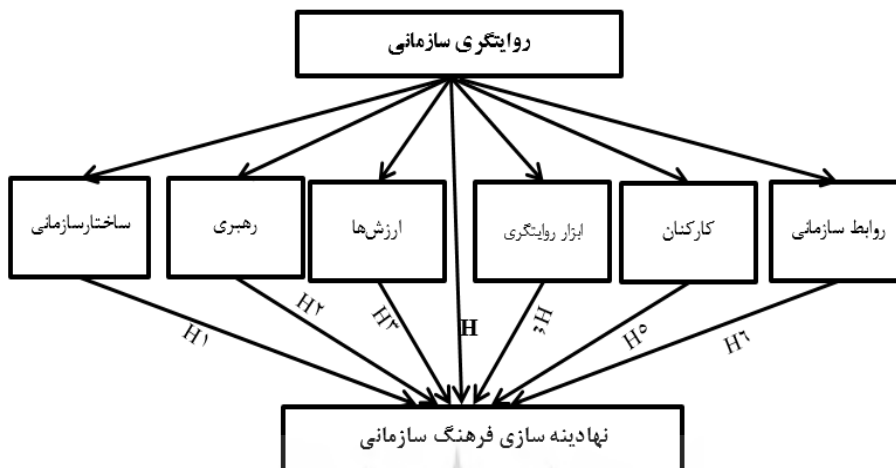 روایتگری سازمانی
روابط سازمانی
کارکنان
ابزار روایتگری
ارزش‌ها
رهبری
ساختارسازمانی
H۶
H۵
H۴
H
H۳
H۲
H۱
نهادینه سازی فرهنگ سازمانی